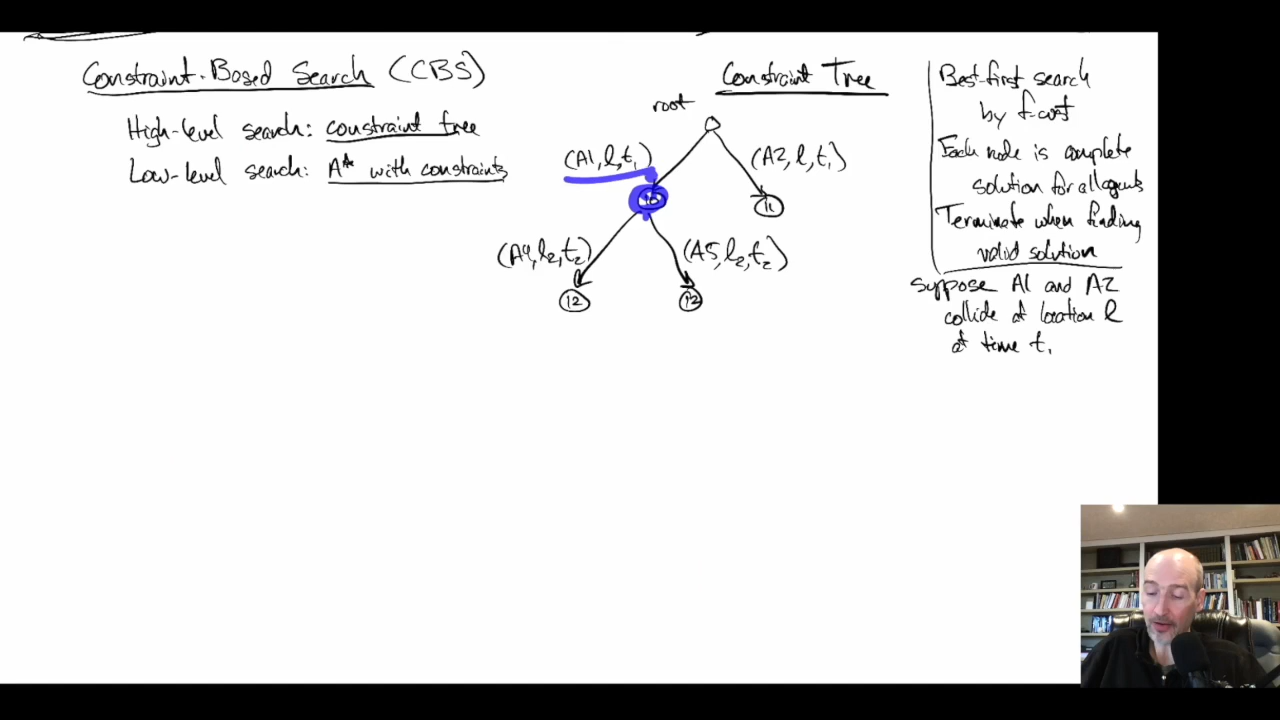 Constraint-Based Search (CBS)
High-level search: constraint tree
Low-level search: A* with constraints
Constraint Tree
root
(A1, l, t₁)
(A2, l, t₁)
10
11
(A4, l₂, t₂)
(A5, l₂, t₂)
12
12
Best-first search
by f-cost
Each node is complete
solution for all agents
Terminate when finding
valid solution
Suppose A1 and A2
collide at location l
at time t₁